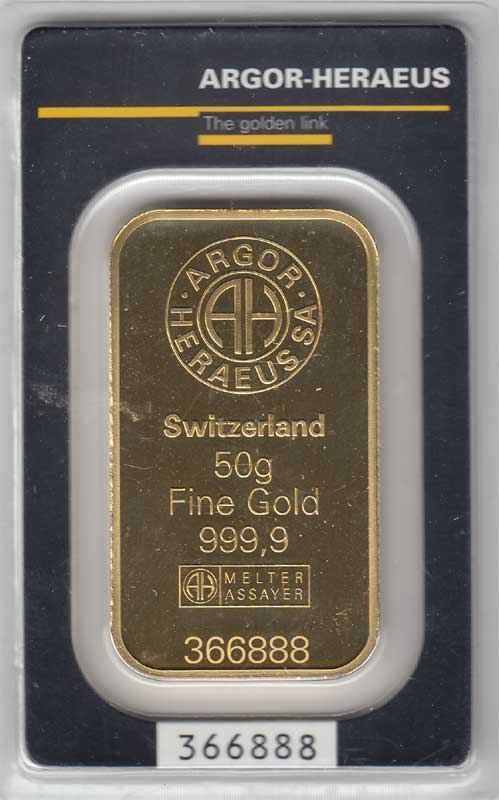 ARGOR-HERAEUS
The golden link
· ARGOR ·
HERAEUS SA
AH
Switzerland
50g
Fine Gold
999,9
AH MELTER
ASSAYER
366888
366888